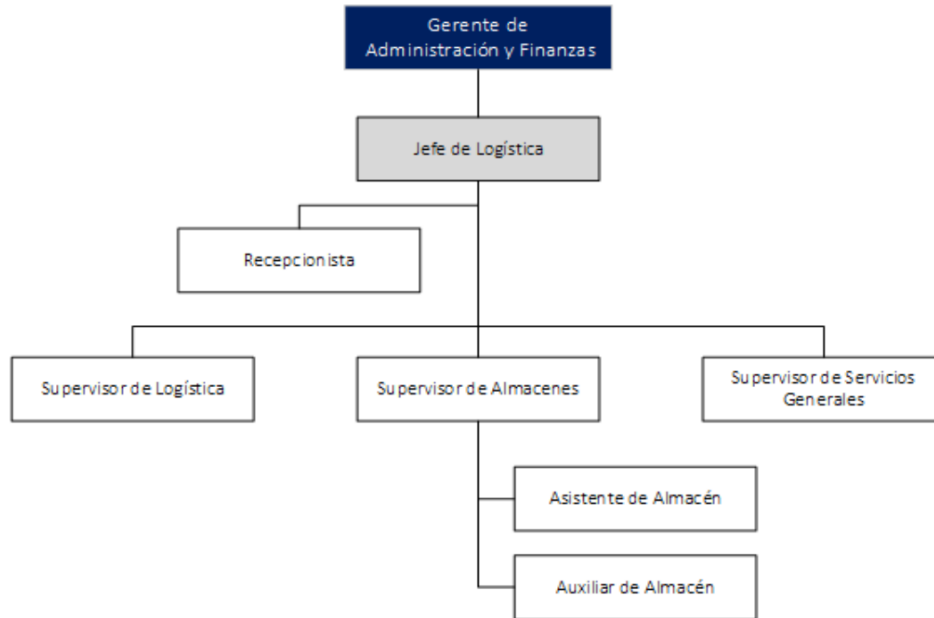 Gerente de
Administración y Finanzas
Jefe de Logística
Recepcionista
Supervisor de Logística
Supervisor de Almacenes
Supervisor de Servicios
Generales
Asistente de Almacén
Auxiliar de Almacén